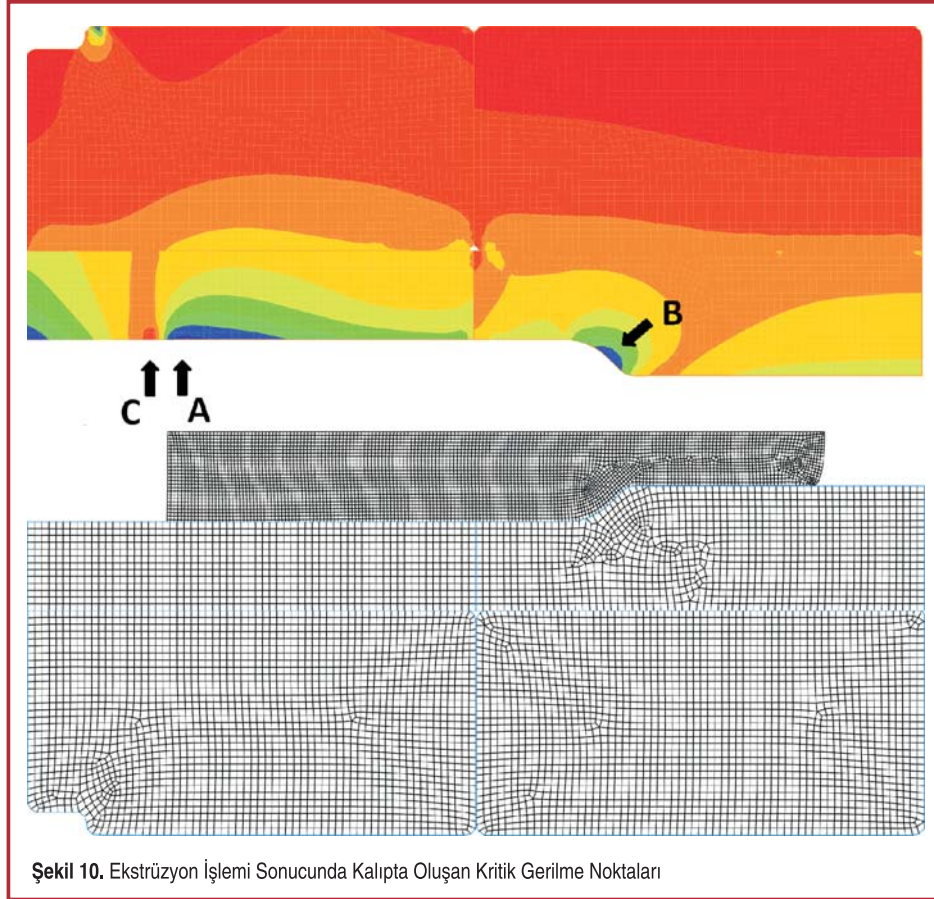 B
C A
Şekil 10. Ekstrüzyon İşlemi Sonucunda Kalıpta Oluşan Kritik Gerilme Noktaları